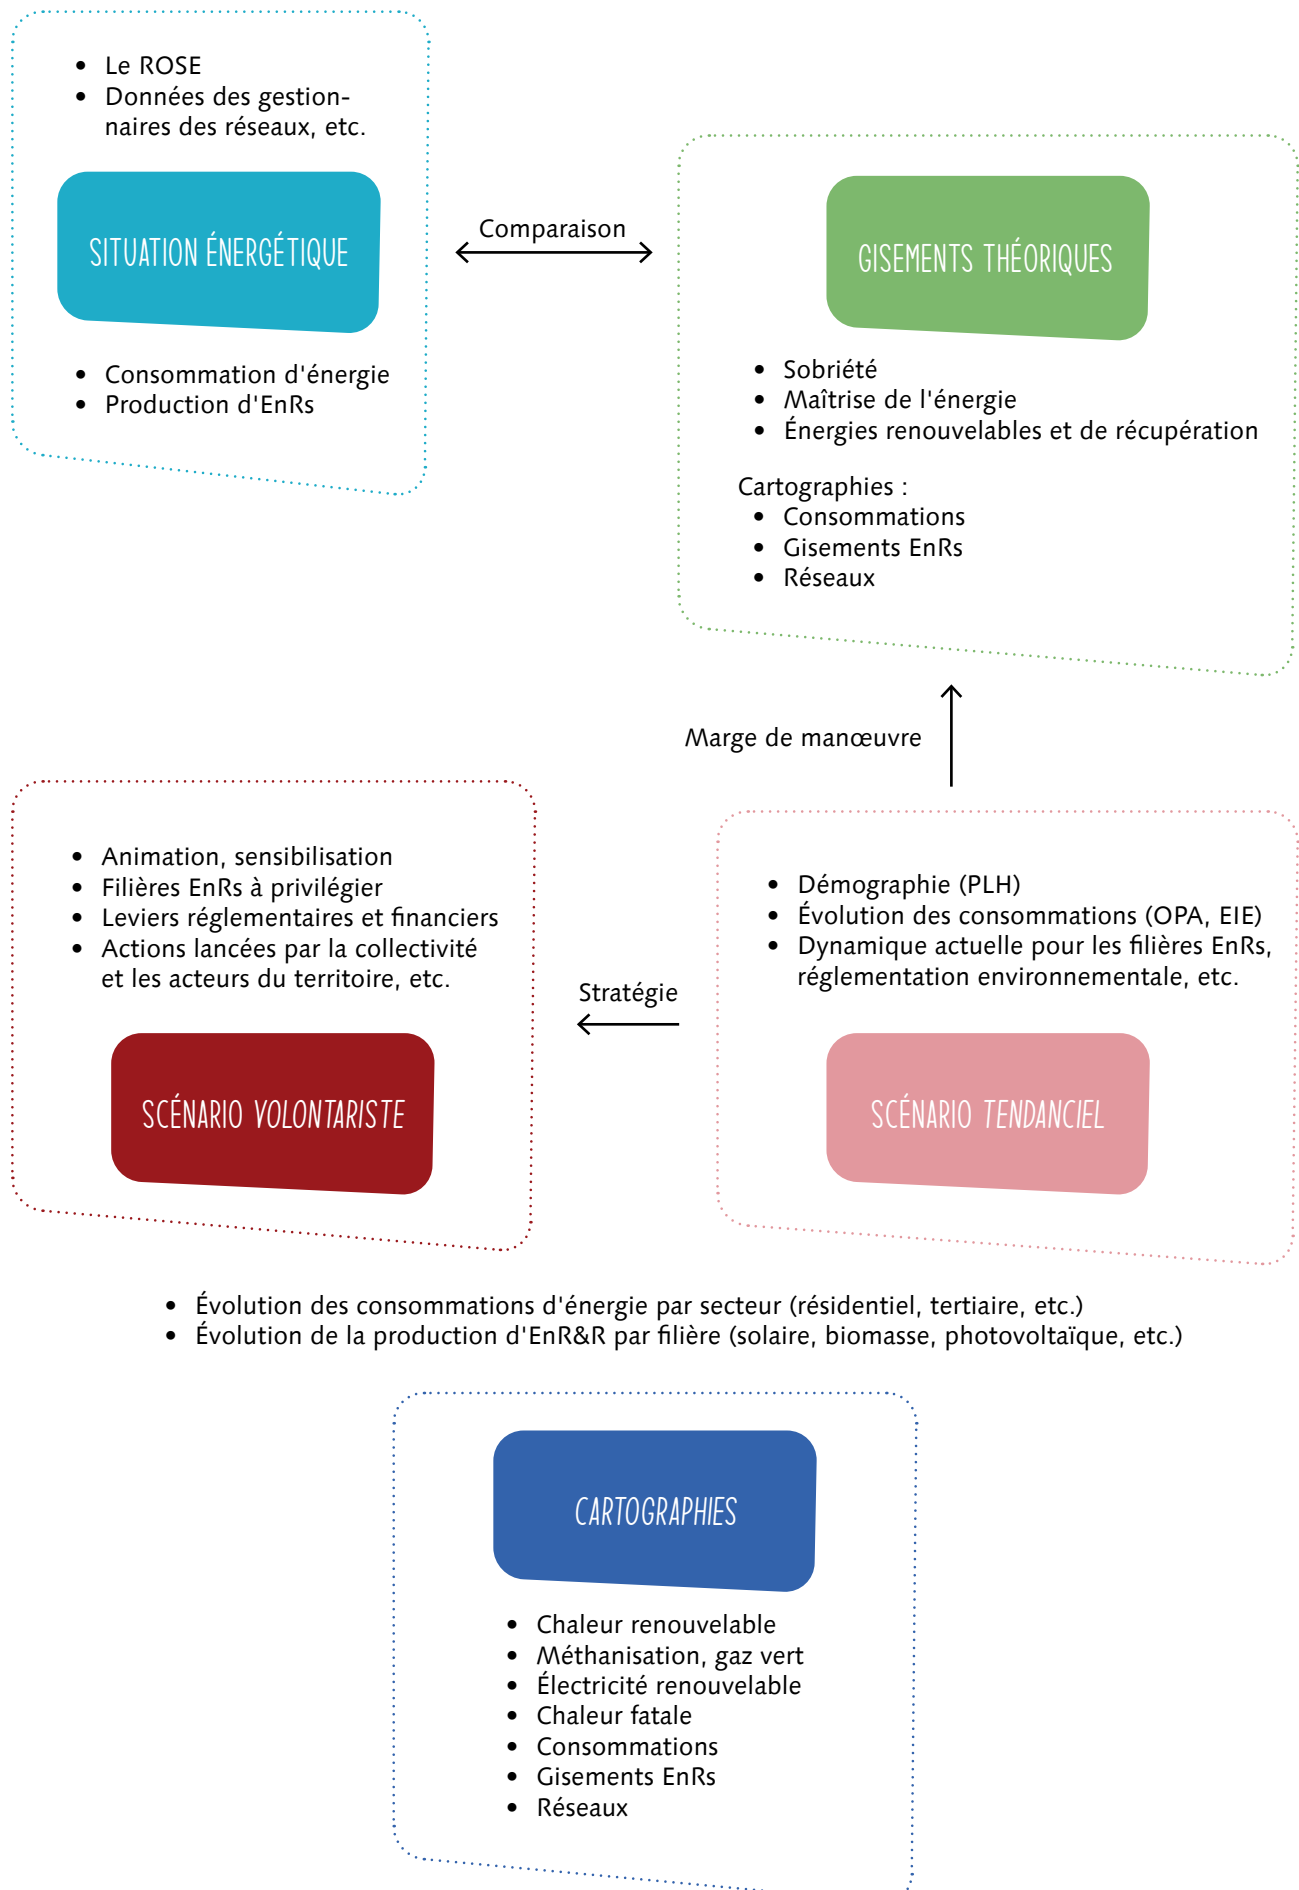 • Le ROSE
• Données des gestion-
naires des réseaux, etc.
SITUATION ÉNERGÉTIQUE
• Consommation d'énergie
• Production d'EnRs
Comparaison
GISEMENTS THÉORIQUES
• Sobriété
• Maîtrise de l'énergie
• Énergies renouvelables et de récupération
Cartographies :
• Consommations
• Gisements EnRs
• Réseaux
Marge de manœuvre
• Animation, sensibilisation
• Filières EnRs à privilégier
• Leviers réglementaires et financiers
• Actions lancées par la collectivité
et les acteurs du territoire, etc.
SCÉNARIO VOLONTARISTE
Stratégie
• Démographie (PLH)
• Évolution des consommations (OPA, EIE)
• Dynamique actuelle pour les filières EnRs,
réglementation environnementale, etc.
SCÉNARIO TENDANCIEL
• Évolution des consommations d'énergie par secteur (résidentiel, tertiaire, etc.)
• Évolution de la production d'EnR&R par filière (solaire, biomasse, photovoltaïque, etc.)
CARTOGRAPHIES
• Chaleur renouvelable
• Méthanisation, gaz vert
• Électricité renouvelable
• Chaleur fatale
• Consommations
• Gisements EnRs
• Réseaux